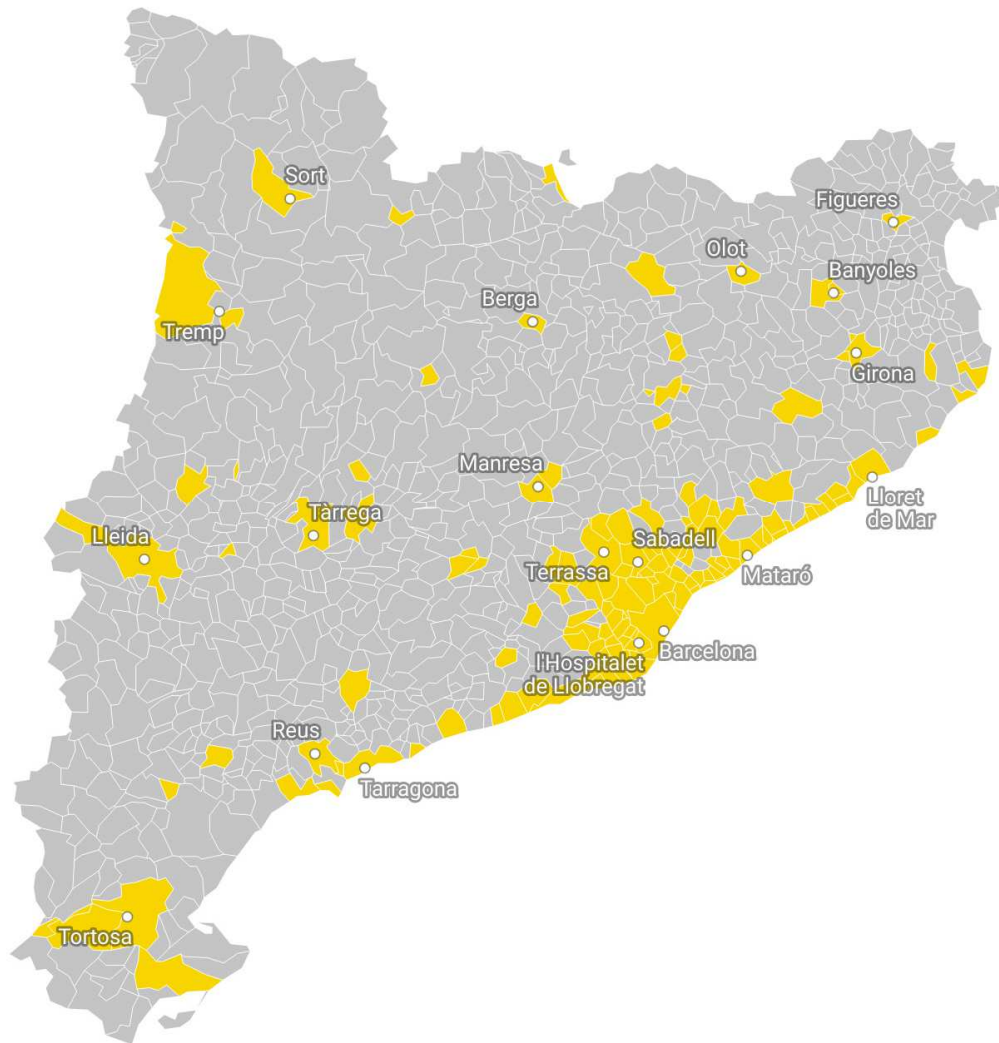 Sort
Figueres
Olot
Banyoles
Berga
Tremp
Girona
Manresa
Lloret
de Mar
Tàrrega
Lleida
Sabadell
Terrassa
Mataró
Barcelona
l'Hospitalet
de Llobregat
Reus
Tarragona
Tortosa